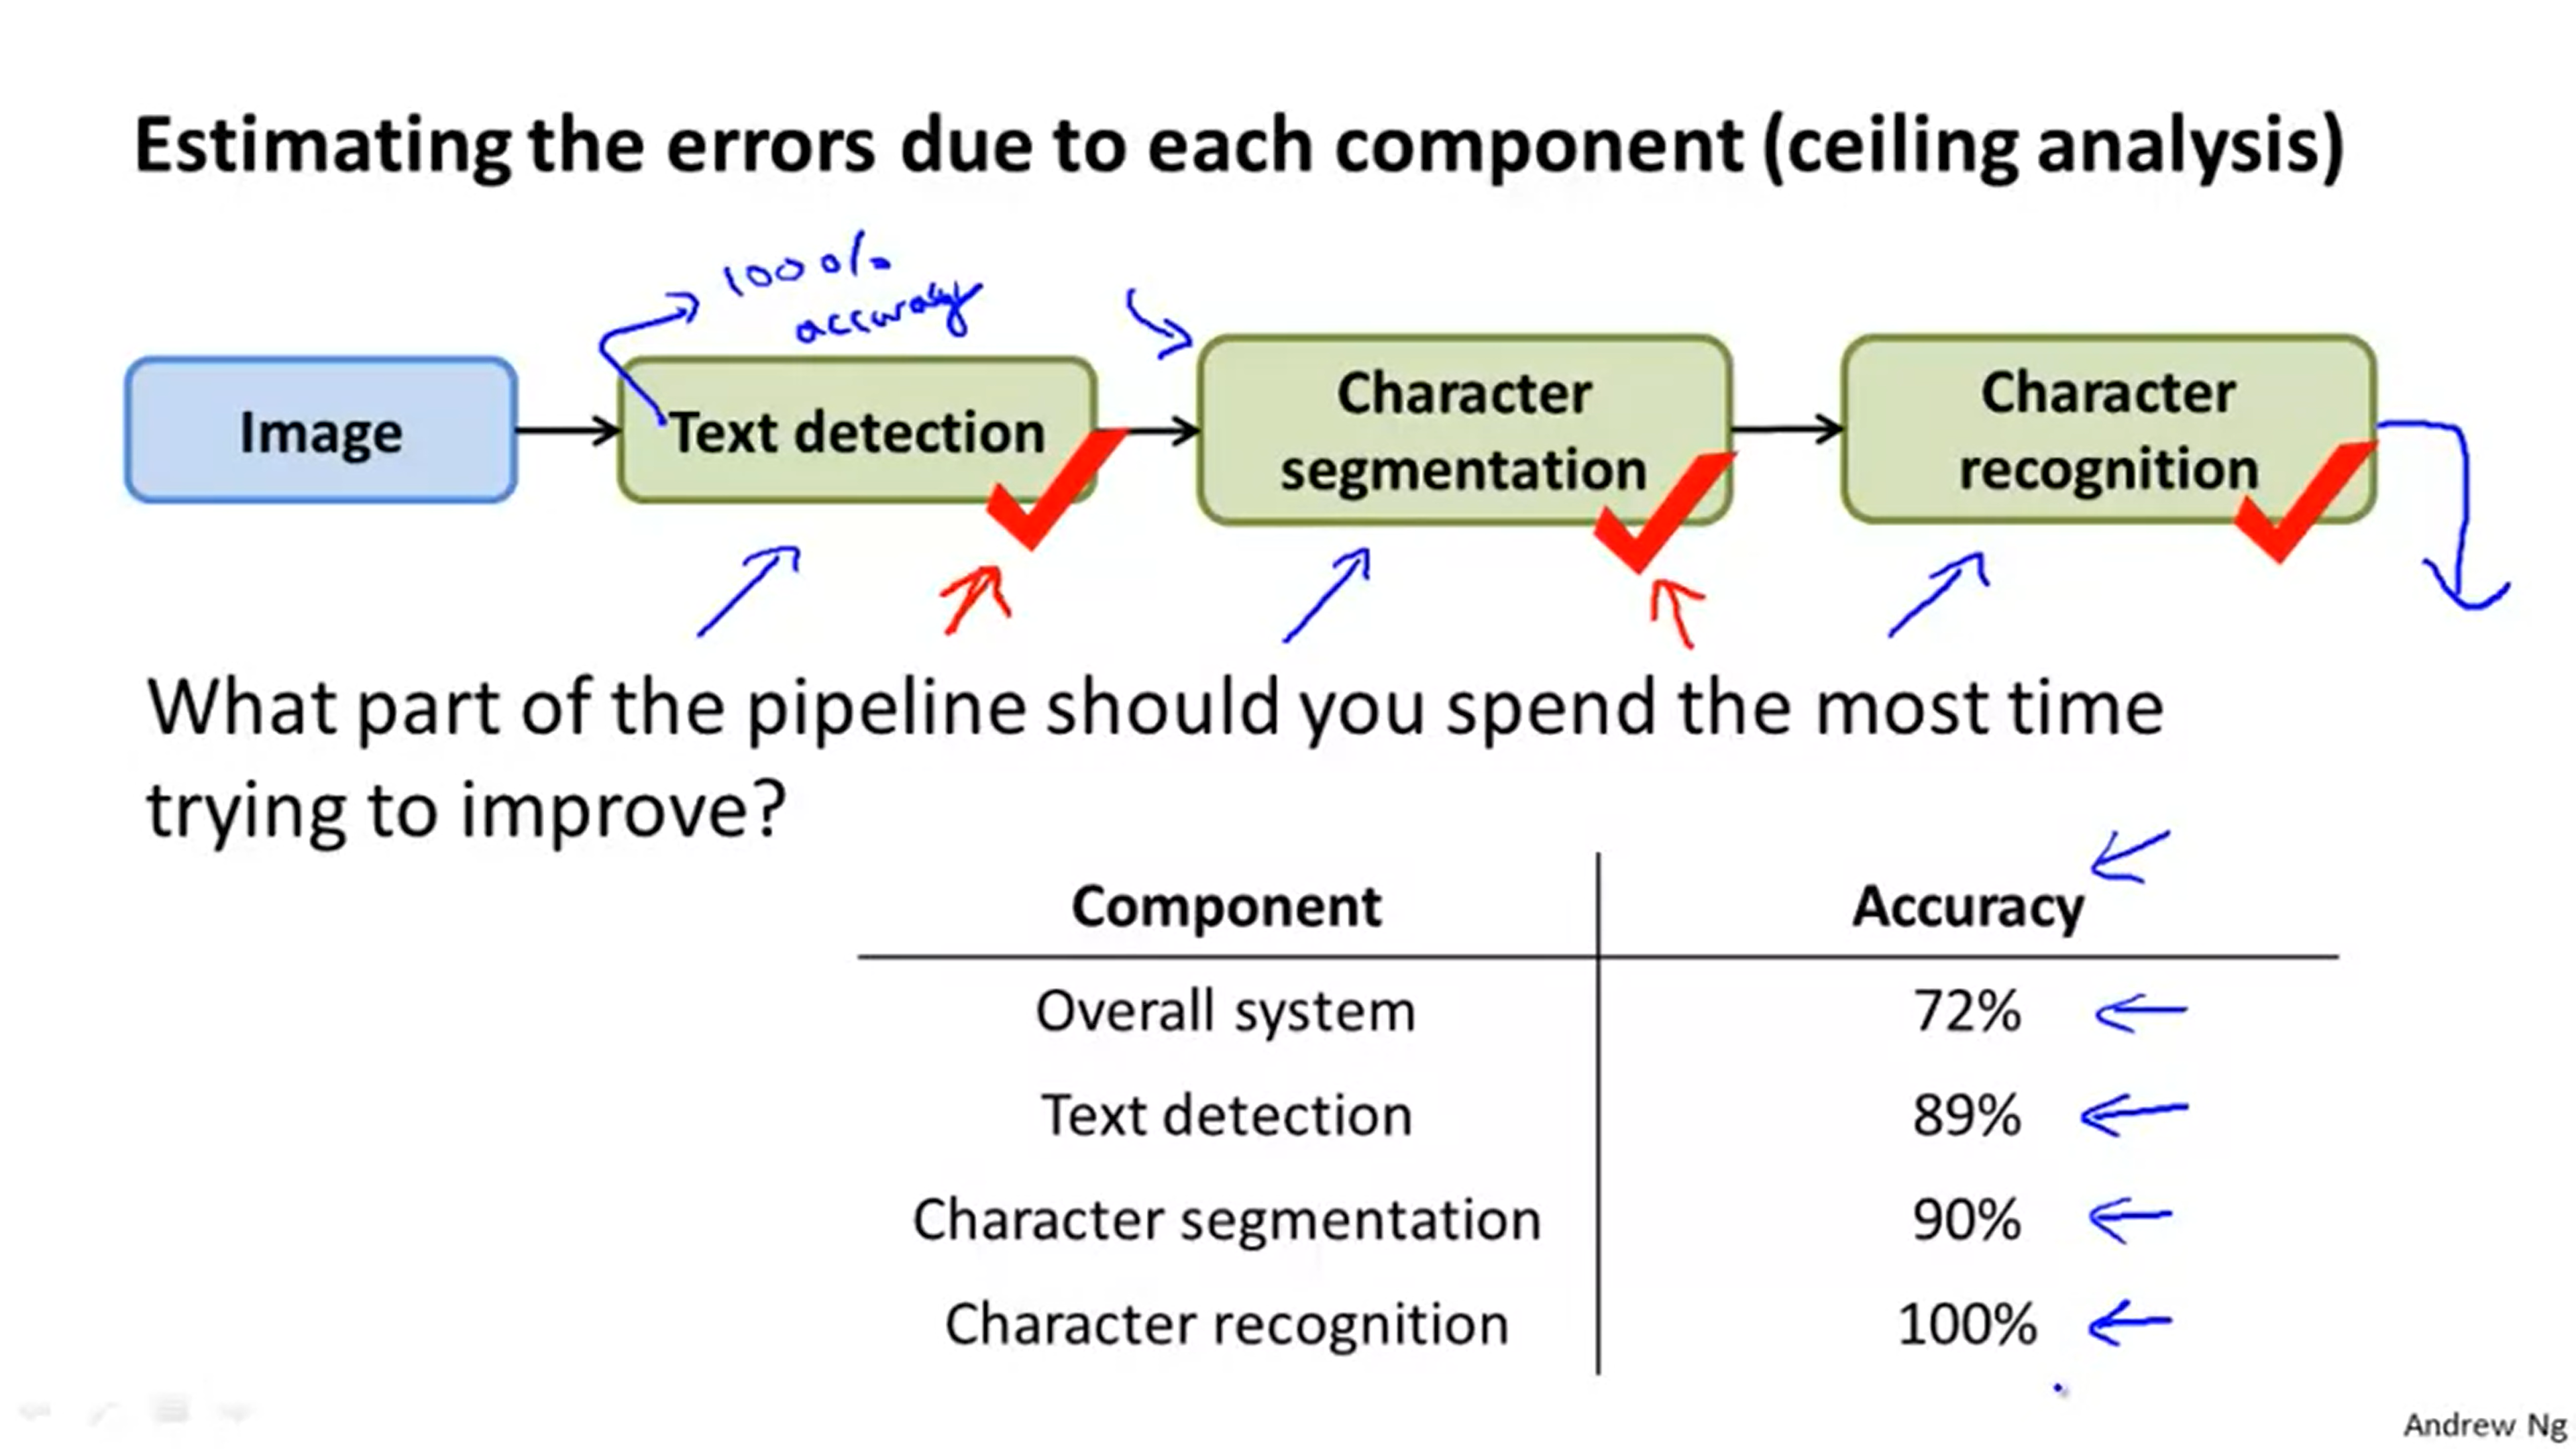 Estimating the errors due to each component (ceiling analysis)
100%
accuracy
Image
Text detection
Character
segmentation
Character
recognition
What part of the pipeline should you spend the most time
trying to improve?
Component Accuracy
Overall system 72%
Text detection 89%
Character segmentation 90%
Character recognition 100%
Andrew Ng